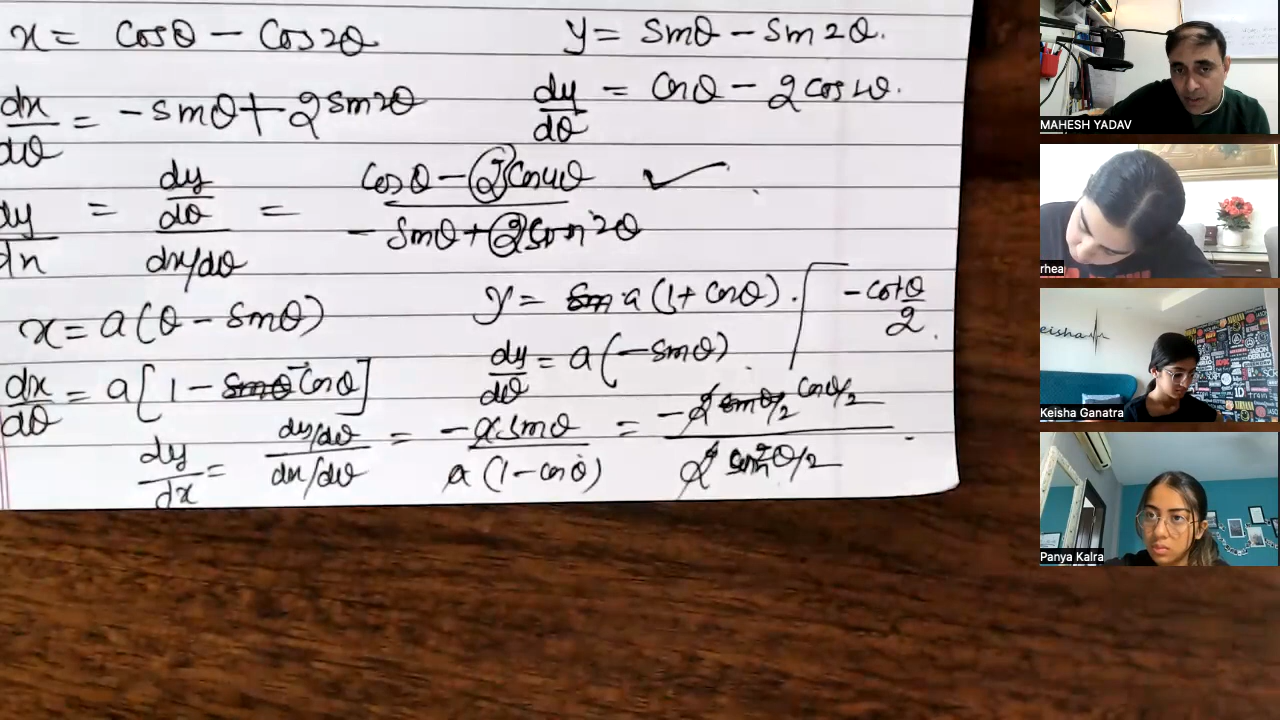 x = cosθ − cos2θ    y = sinθ − sin2θ.
dx/dθ = −sinθ + 2sin2θ    dy/dθ = cosθ − 2cos2θ.
dy/dx = (dy/dθ)/(dx/dθ) = (cosθ − 2cos2θ)/(−sinθ + 2sin2θ) ✓
x = a(θ − sinθ)    y = a(1 + cosθ).    −cot θ/2.
dx/dθ = a[1 − cosθ]    dy/dθ = a(−sinθ)
dy/dx = (dy/dθ)/(dx/dθ) = −a sinθ/a(1 − cosθ) = −2 sinθ/2 cosθ/2 / 2 sin²θ/2
MAHESH YADAV
rhea
eisha
Keisha Ganatra
Panya Kalra